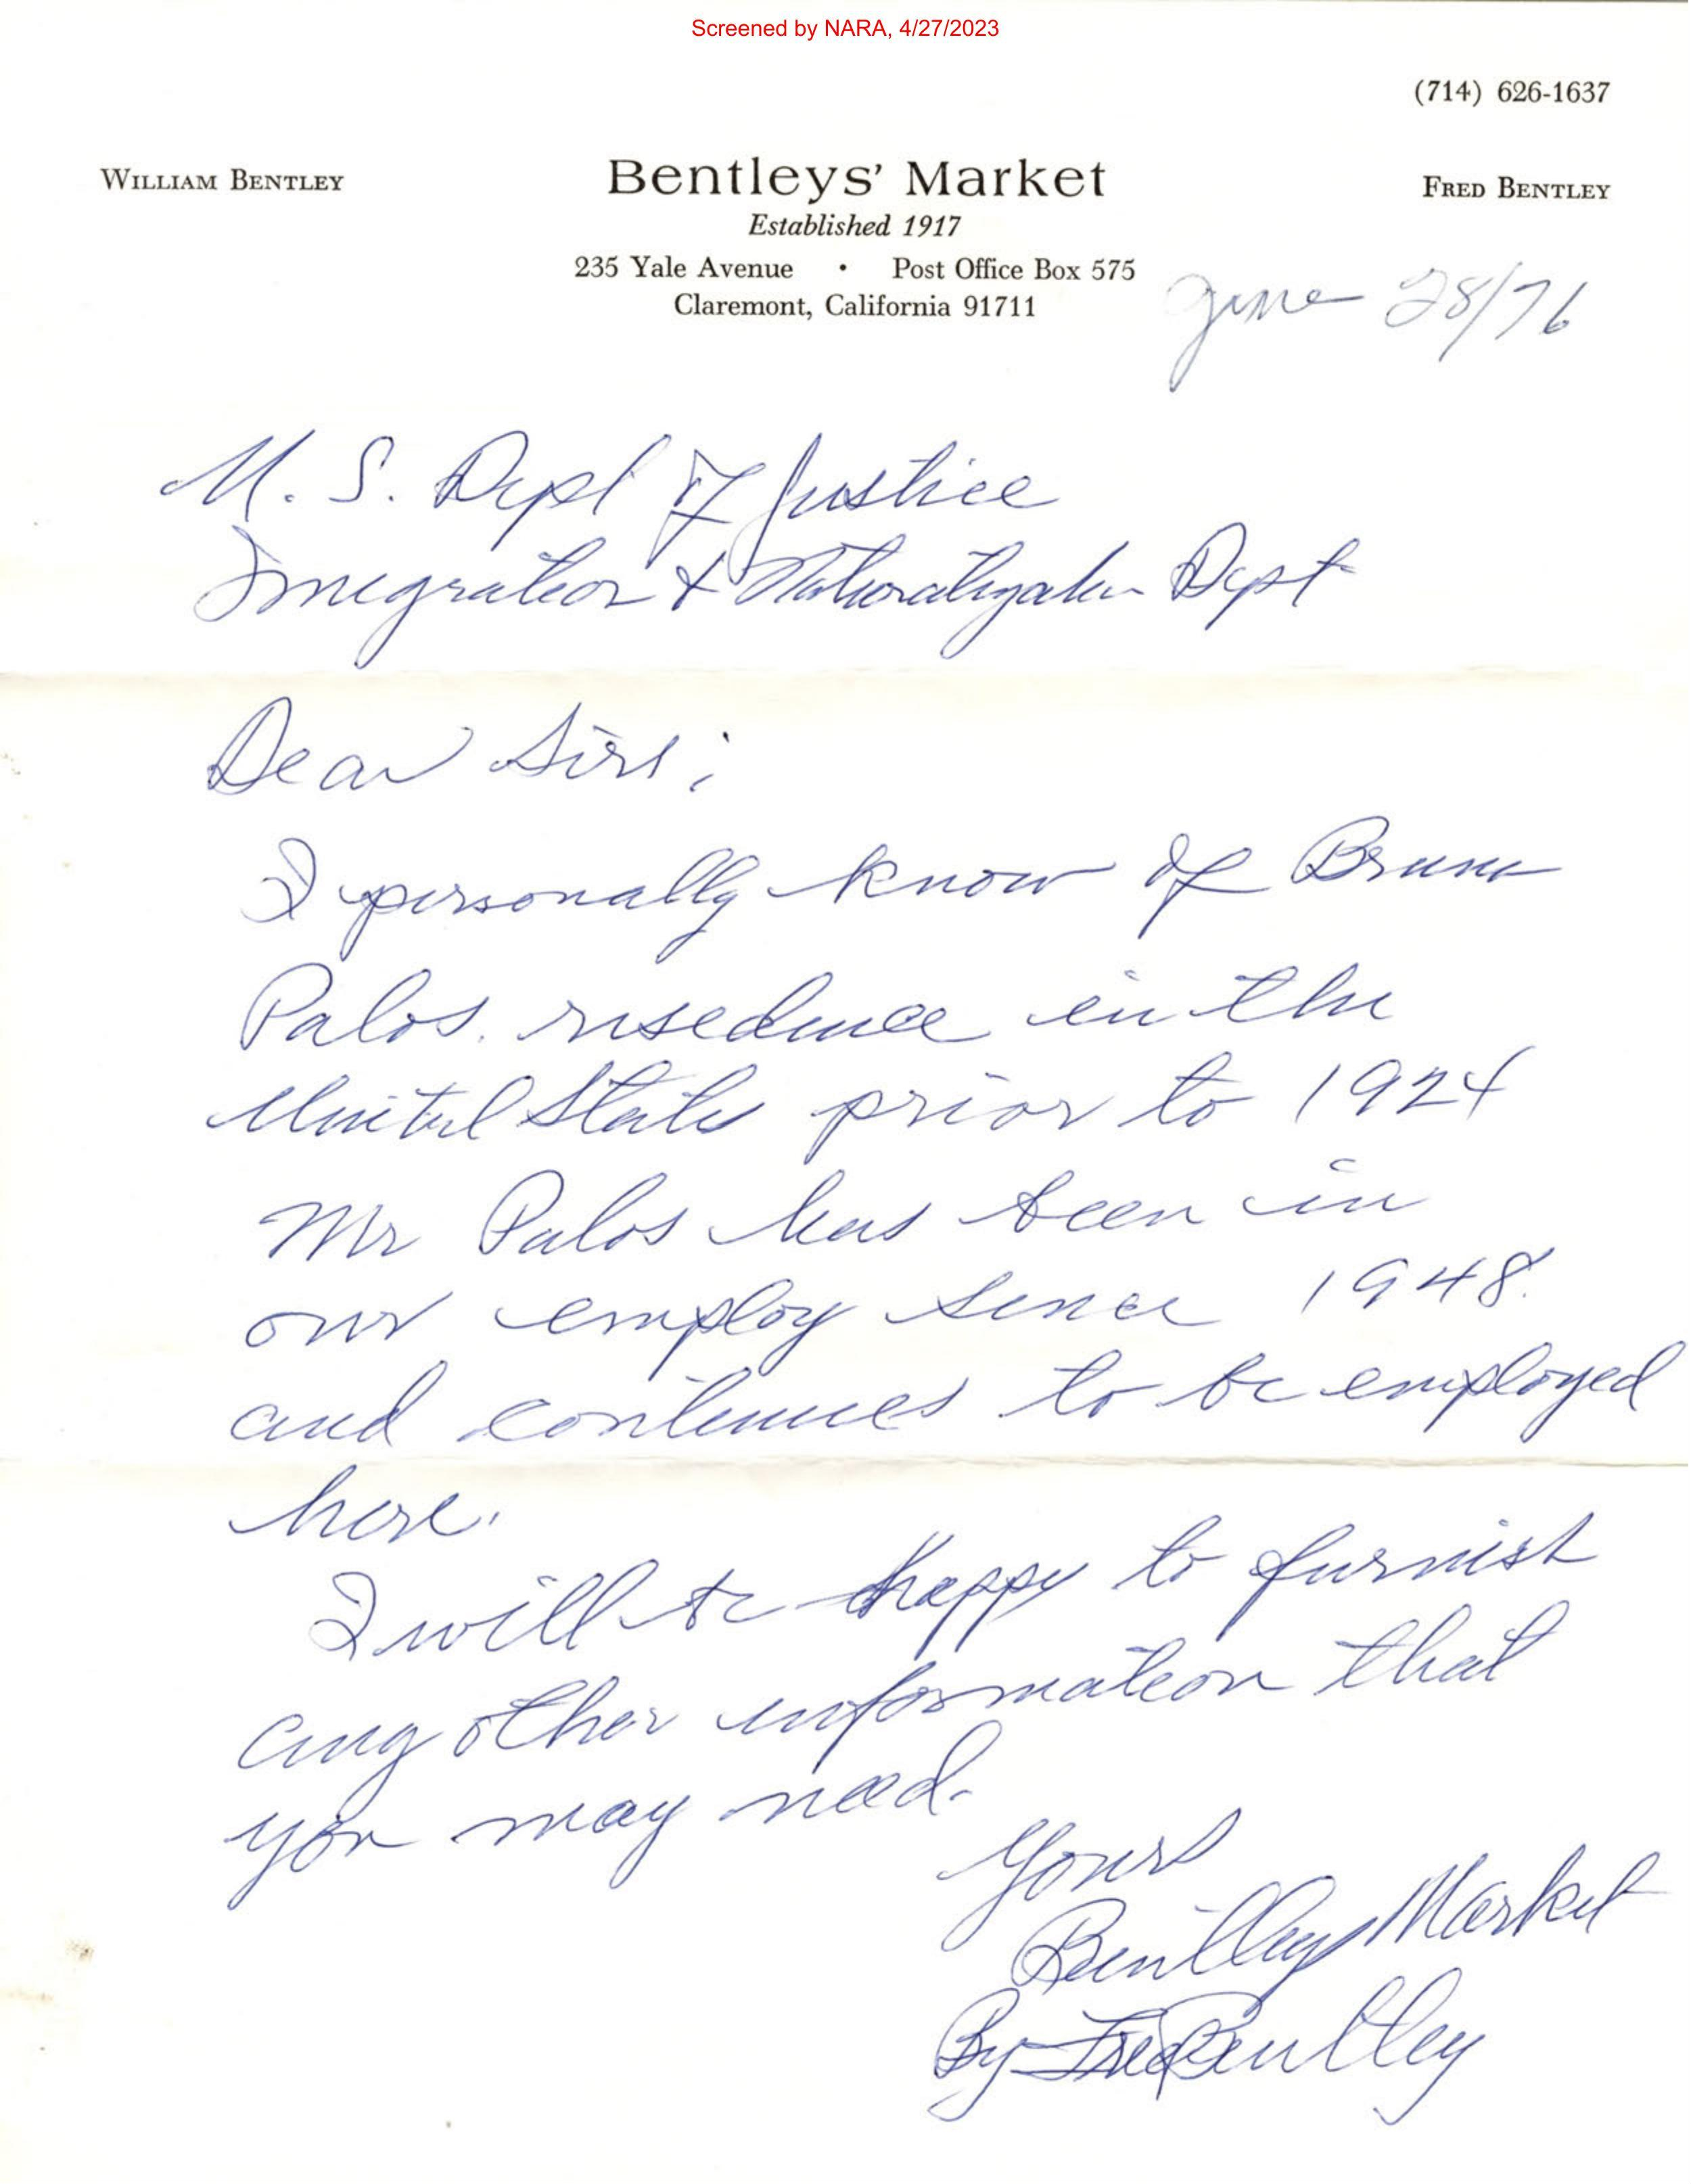 Screened by NARA, 4/27/2023
(714) 626-1637
WILLIAM BENTLEY
Bentleys' Market
FRED BENTLEY
Established 1917
235 Yale Avenue • Post Office Box 575
Claremont, California 91711
June 28/76
U. S. Dept of Justice
Imegration & Naturalization Dept
Dear Sirs;
I personally know of Bruno
Palos. resedence in the
United States prior to 1924
Mr Palos has been in
our employ since 1948.
and continues to be employed
here.
I will be happy to furnish
any other information that
you may need.
Yours
Bentleys Market
By Fred Bentley